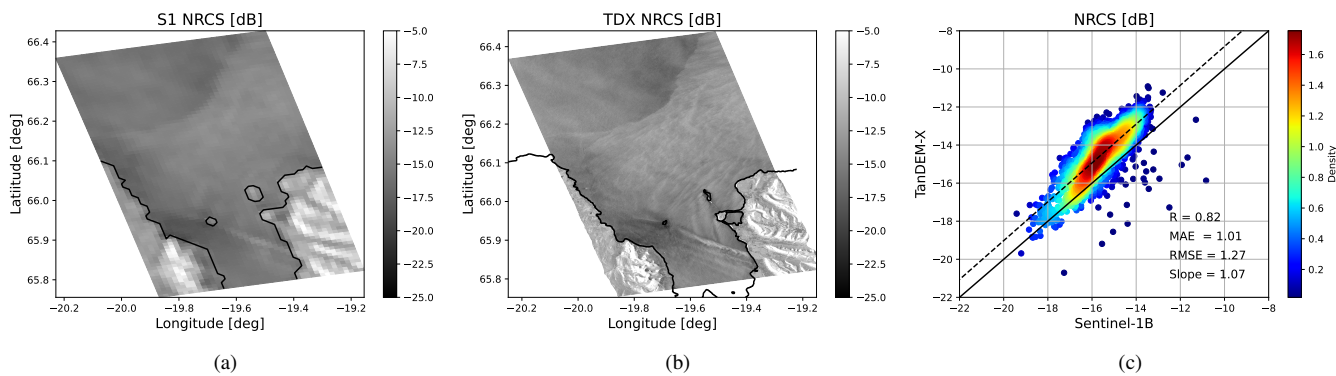 S1 NRCS [dB]
66.4
66.3
66.2
66.1
66.0
65.9
65.8
Latiitude [deg]
−20.2 −20.0 −19.8 −19.6 −19.4 −19.2
Longitude [deg]
−5.0
−7.5
−10.0
−12.5
−15.0
−17.5
−20.0
−22.5
−25.0
(a)
TDX NRCS [dB]
66.4
66.3
66.2
66.1
66.0
65.9
65.8
Latiitude [deg]
−20.2 −20.0 −19.8 −19.6 −19.4 −19.2
Longitude [deg]
−5.0
−7.5
−10.0
−12.5
−15.0
−17.5
−20.0
−22.5
−25.0
(b)
NRCS [dB]
−8
−10
−12
−14
−16
−18
−20
−22
TanDEM-X
R = 0.82
MAE = 1.01
RMSE = 1.27
Slope = 1.07
−22 −20 −18 −16 −14 −12 −10 −8
Sentinel-1B
1.6
1.4
1.2
1.0
0.8
0.6
0.4
0.2
Density
(c)